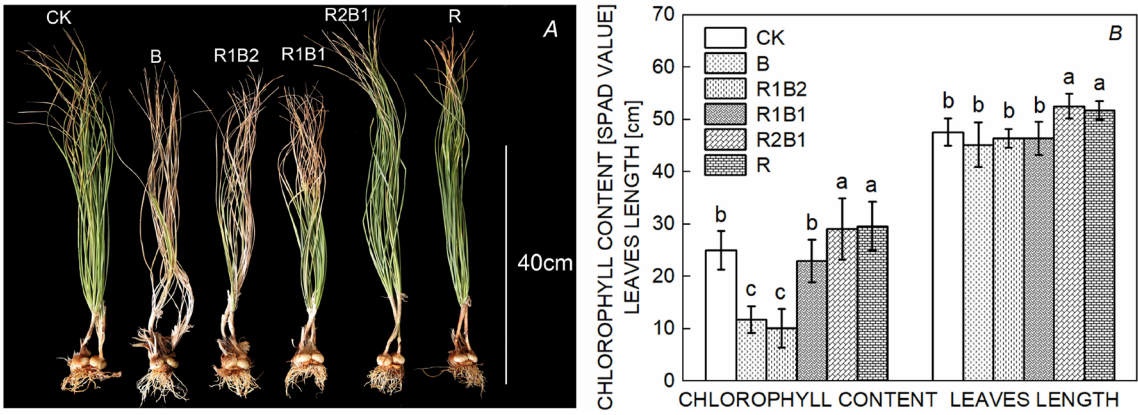 CK
B
R1B2
R1B1
R2B1
R
A
40cm
CHLOROPHYLL CONTENT [SPAD VALUE]
LEAVES LENGTH [cm]
70
60
50
40
30
20
10
0
B
CK
B
R1B2
R1B1
R2B1
R
b
c
c
b
a
a
b
b
b
b
a
a
CHLOROPHYLL CONTENT LEAVES LENGTH